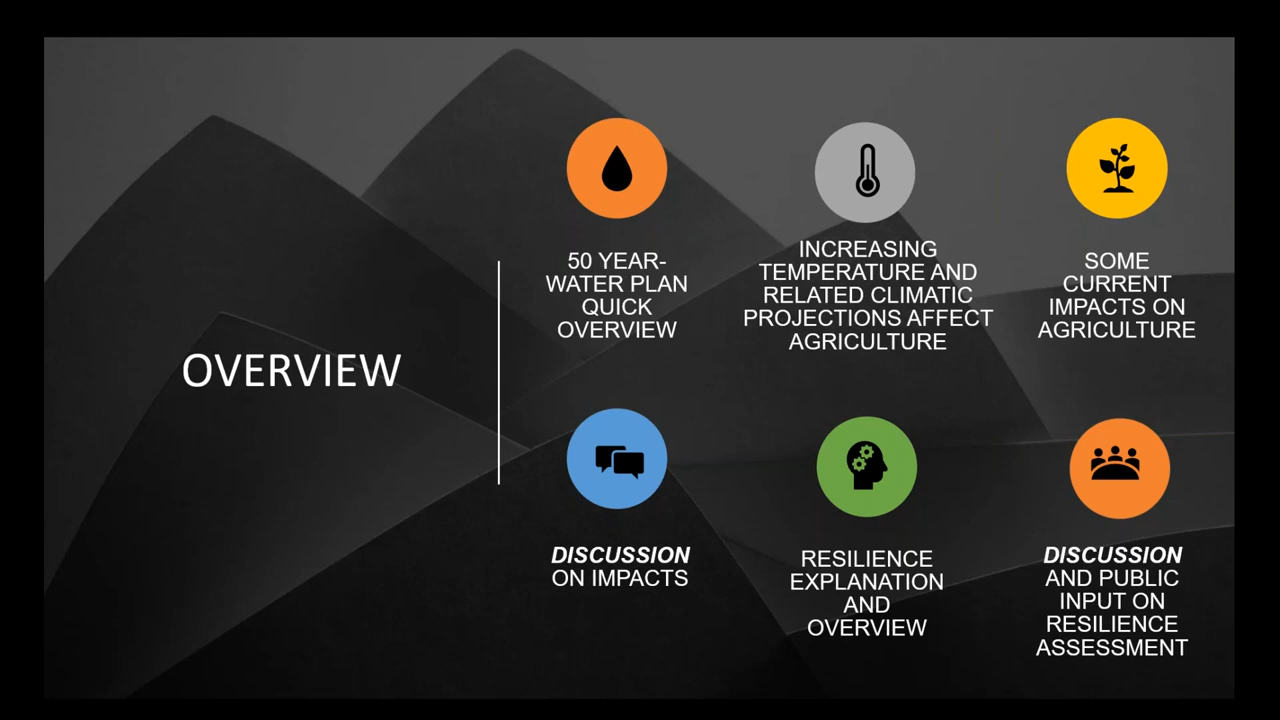 OVERVIEW
50 YEAR-
WATER PLAN
QUICK
OVERVIEW
INCREASING
TEMPERATURE AND
RELATED CLIMATIC
PROJECTIONS AFFECT
AGRICULTURE
SOME
CURRENT
IMPACTS ON
AGRICULTURE
DISCUSSION
ON IMPACTS
RESILIENCE
EXPLANATION
AND
OVERVIEW
DISCUSSION
AND PUBLIC
INPUT ON
RESILIENCE
ASSESSMENT